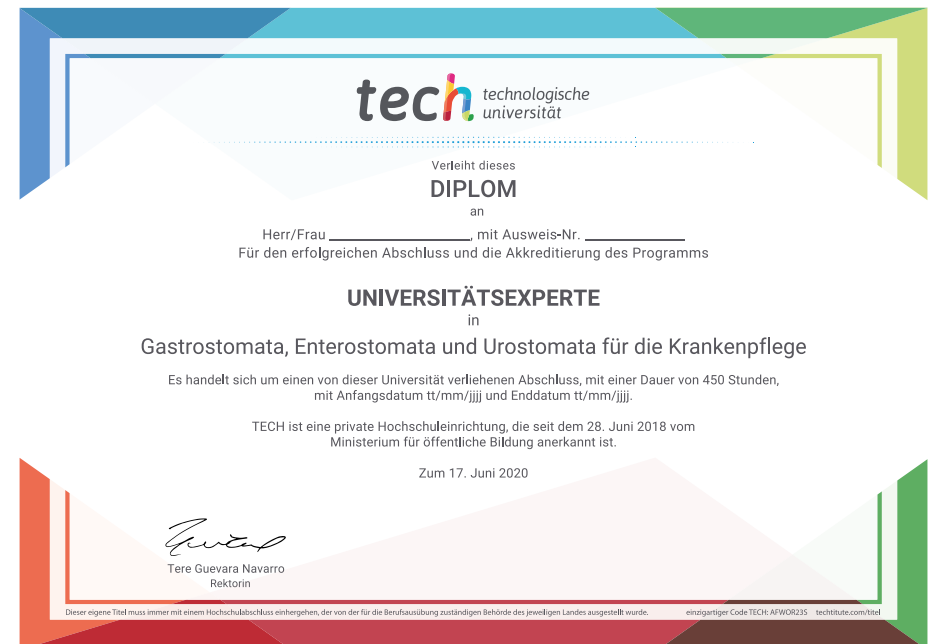 tech technologische
universität
Verleiht dieses
DIPLOM
an
Herr/Frau ____________________, mit Ausweis-Nr. ______________
Für den erfolgreichen Abschluss und die Akkreditierung des Programms
UNIVERSITÄTSEXPERTE
in
Gastrostomata, Enterostomata und Urostomata für die Krankenpflege
Es handelt sich um einen von dieser Universität verliehenen Abschluss, mit einer Dauer von 450 Stunden,
mit Anfangsdatum tt/mm/jjjj und Enddatum tt/mm/jjjj.
TECH ist eine private Hochschuleinrichtung, die seit dem 28. Juni 2018 vom
Ministerium für öffentliche Bildung anerkannt ist.
Zum 17. Juni 2020
Tere Guevara Navarro
Rektorin
Dieser eigene Titel muss immer mit einem Hochschulabschluss einhergehen, der von der für die Berufsausübung zuständigen Behörde des jeweiligen Landes ausgestellt wurde. einzigartiger Code TECH: AFWOR23S techtitute.com/titel